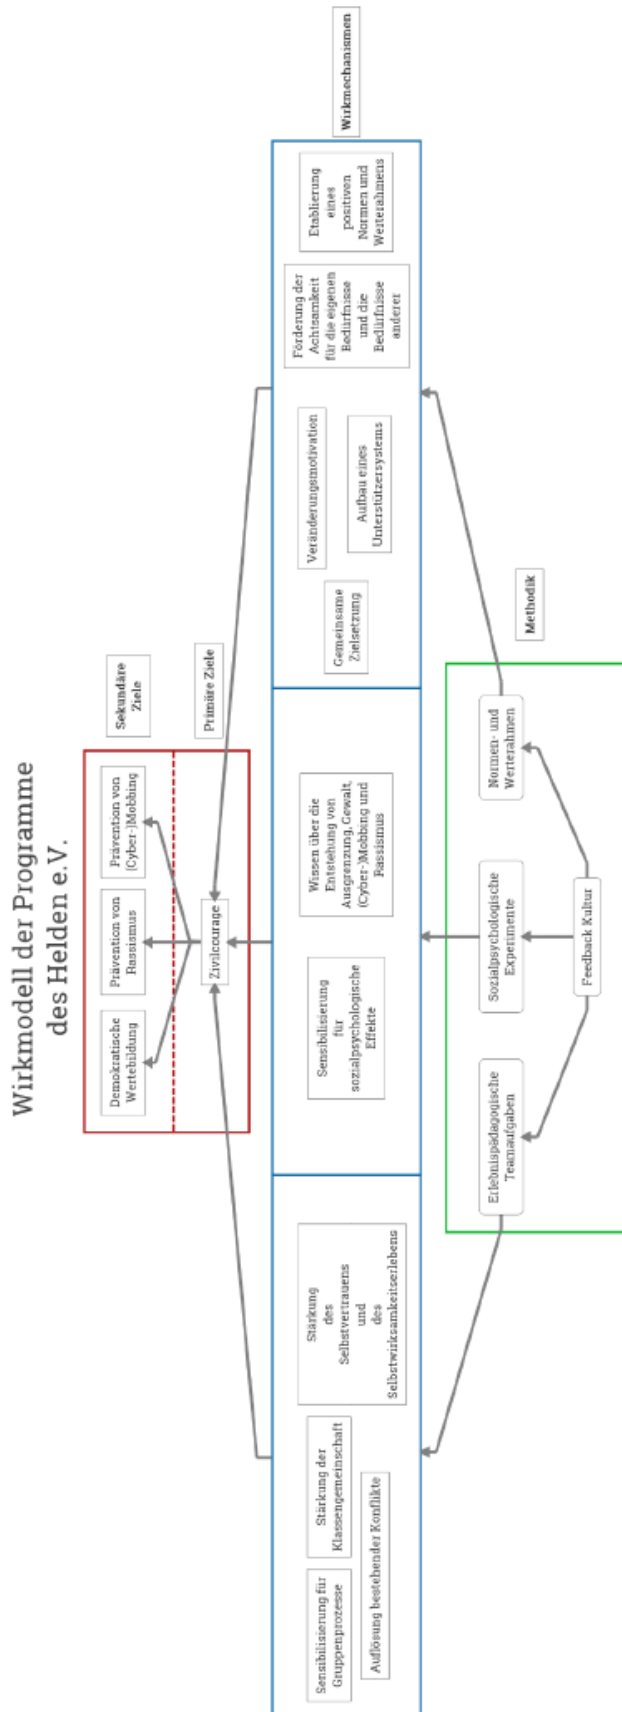 Wirkmodell der Programme
des Helden e.V.
Sekundäre
Ziele
Demokratische
Wertebildung
Prävention von
Rassismus
Prävention von
(Cyber-)Mobbing
Primäre Ziele
Zivilcourage
Wirkmechanismen
Sensibilisierung für
Gruppenprozesse
Stärkung der
Klassengemeinschaft
Auflösung bestehender Konflikte
Stärkung
des
Selbstvertrauens
und
des
Selbstwirksamkeitserlebens
Sensibilisierung
für
sozialpsychologische
Effekte
Wissen über die
Entstehung von
Ausgrenzung, Gewalt,
(Cyber-)Mobbing und
Rassismus
Gemeinsame
Zielsetzung
Veränderungsmotivation
Aufbau eines
Unterstützersystems
Förderung der
Achtsamkeit
für die eigenen
Bedürfnisse
und die
Bedürfnisse
anderer
Etablierung
eines
positiven
Normen und
Werterahmens
Methodik
Erlebnispädagogische
Teamaufgaben
Sozialpsychologische
Experimente
Normen- und
Werterahmen
Feedback Kultur